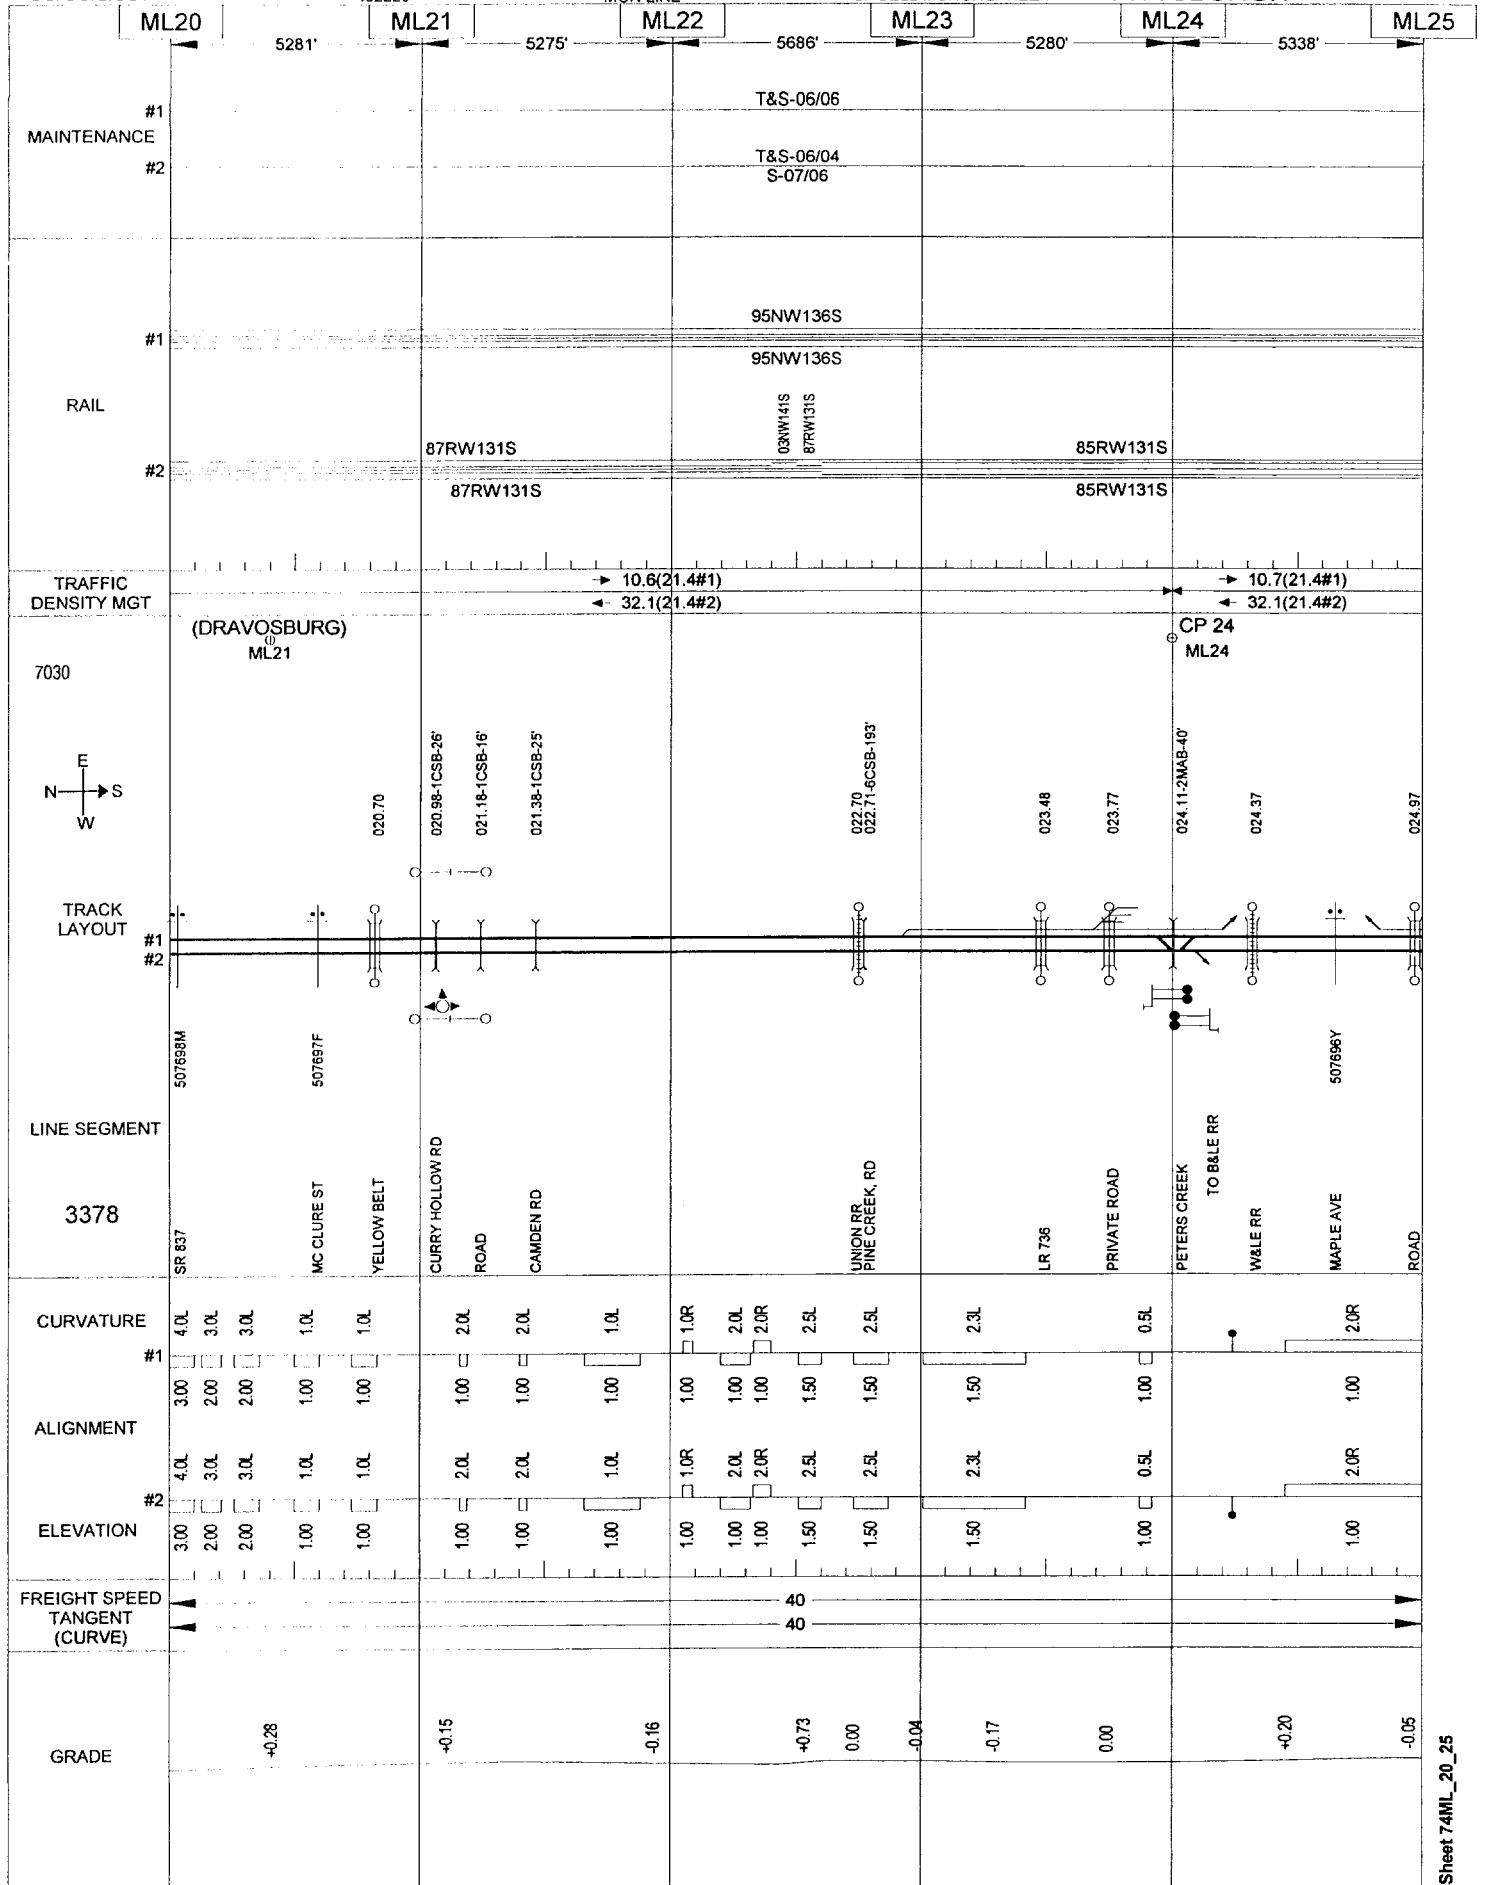 ML20 ML21 ML22 ML23 ML24 ML25
5281' 5275' 5686' 5280' 5338'
#1 T&S-06/06
MAINTENANCE
#2 T&S-06/04
S-07/06
95NW136S
#1
95NW136S
RAIL
03NW141S
87RW131S
87RW131S 85RW131S
#2
87RW131S 85RW131S
TRAFFIC
DENSITY MGT
10.6(21.4#1) 10.7(21.4#1)
32.1(21.4#2) 32.1(21.4#2)
(DRAVOSBURG)
ML21
CP 24
ML24
7030
E
N S
W
020.70
020.98-1CSB-26'
021.18-1CSB-16'
021.38-1CSB-25'
022.70
022.71-6CSB-193'
023.48
023.77
024.11-2MAB-40'
024.37
024.97
TRACK
LAYOUT
#1
#2
507698M
507697F
507696Y
LINE SEGMENT
3378
SR 837
MC CLURE ST
YELLOW BELT
CURRY HOLLOW RD
ROAD
CAMDEN RD
UNION RR
PINE CREEK, RD
LR 736
PRIVATE ROAD
PETERS CREEK
TO B&LE RR
W&LE RR
MAPLE AVE
ROAD
CURVATURE
4.0L 3.0L 3.0L 1.0L 1.0L 2.0L 2.0L 1.0L 1.0R 2.0L 2.0R 2.5L 2.5L 2.3L 0.5L 2.0R
#1
3.00 2.00 2.00 1.00 1.00 1.00 1.00 1.00 1.00 1.00 1.00 1.50 1.50 1.50 1.00 1.00
ALIGNMENT
4.0L 3.0L 3.0L 1.0L 1.0L 2.0L 2.0L 1.0L 1.0R 2.0L 2.0R 2.5L 2.5L 2.3L 0.5L 2.0R
#2
ELEVATION
3.00 2.00 2.00 1.00 1.00 1.00 1.00 1.00 1.00 1.00 1.00 1.50 1.50 1.50 1.00 1.00
FREIGHT SPEED
TANGENT
(CURVE)
40
40
GRADE
+0.28 +0.15 -0.16 +0.73 0.00 -0.04 -0.17 0.00 +0.20 -0.05
Sheet 74ML_20_25